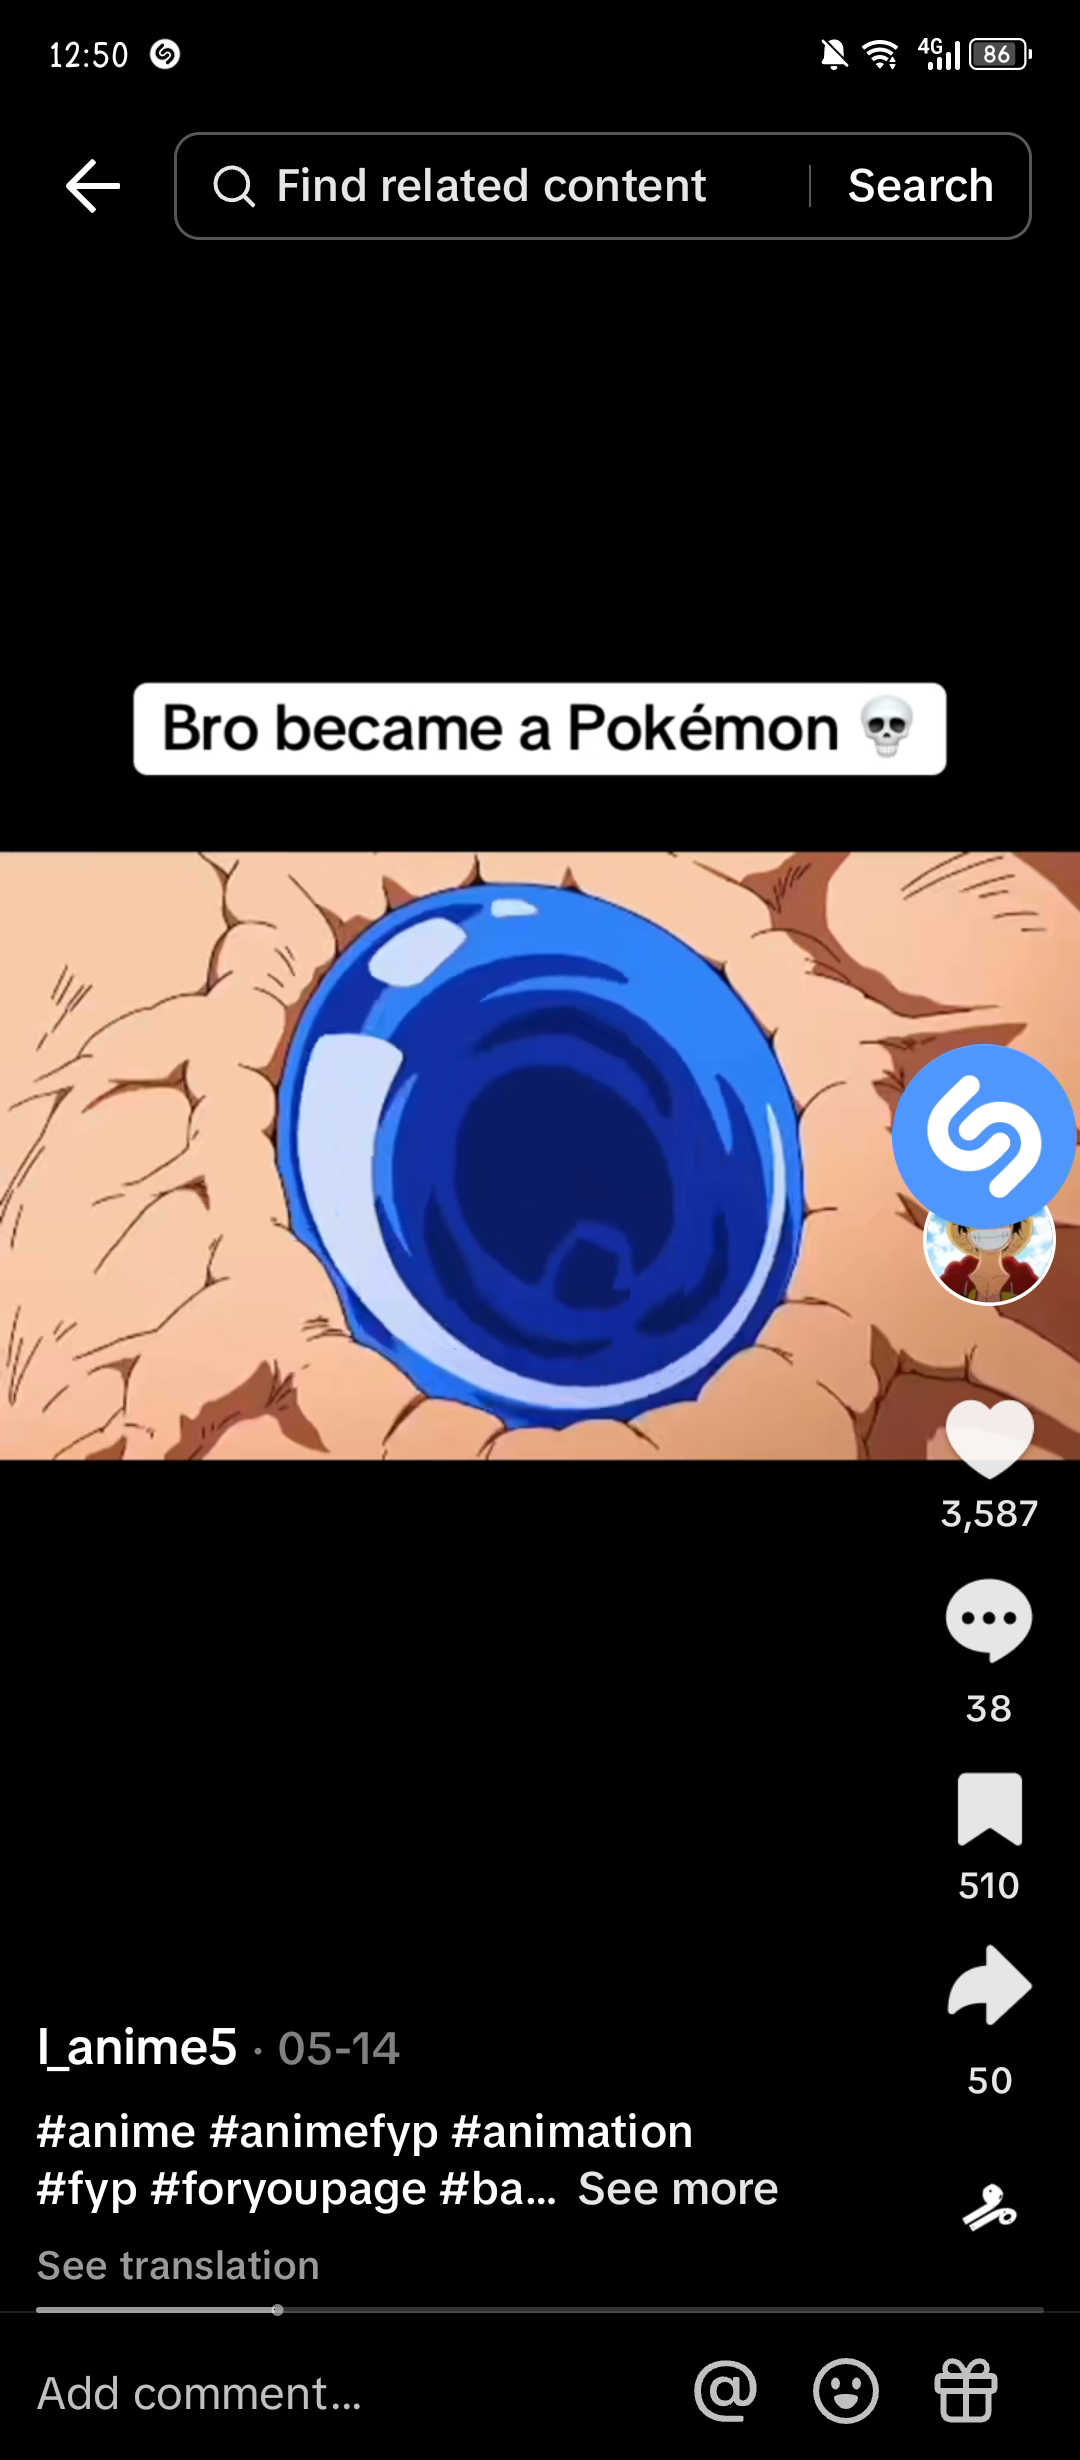 12:50
4G
86
Find related content
Search
Bro became a Pokémon 💀
3,587
38
510
50
l_anime5 · 05-14
#anime #animefyp #animation
#fyp #foryoupage #ba... See more
See translation
Add comment...